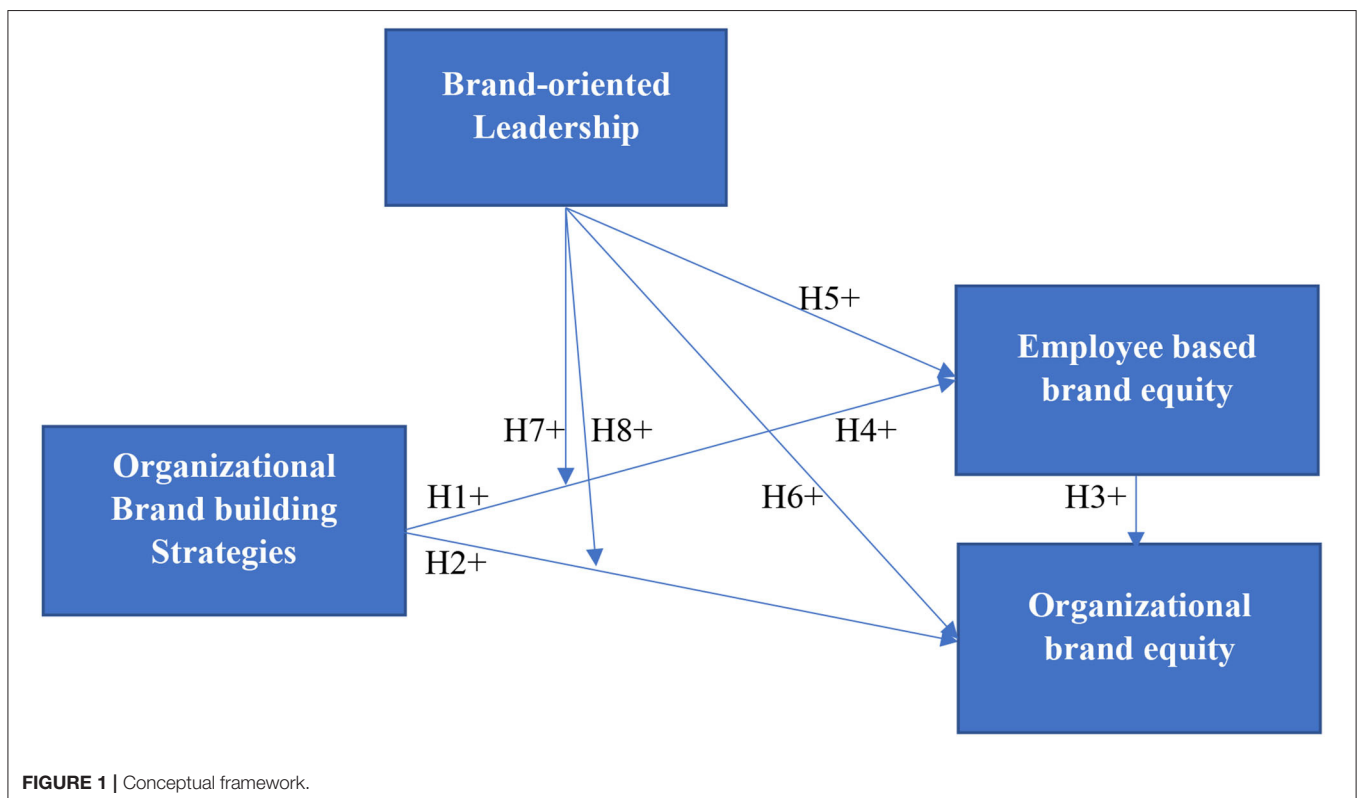 Brand-oriented
Leadership
H5+
Employee based
brand equity
H7+
H8+
H4+
Organizational
Brand building
Strategies
H1+
H6+
H3+
H2+
Organizational
brand equity
FIGURE 1 | Conceptual framework.